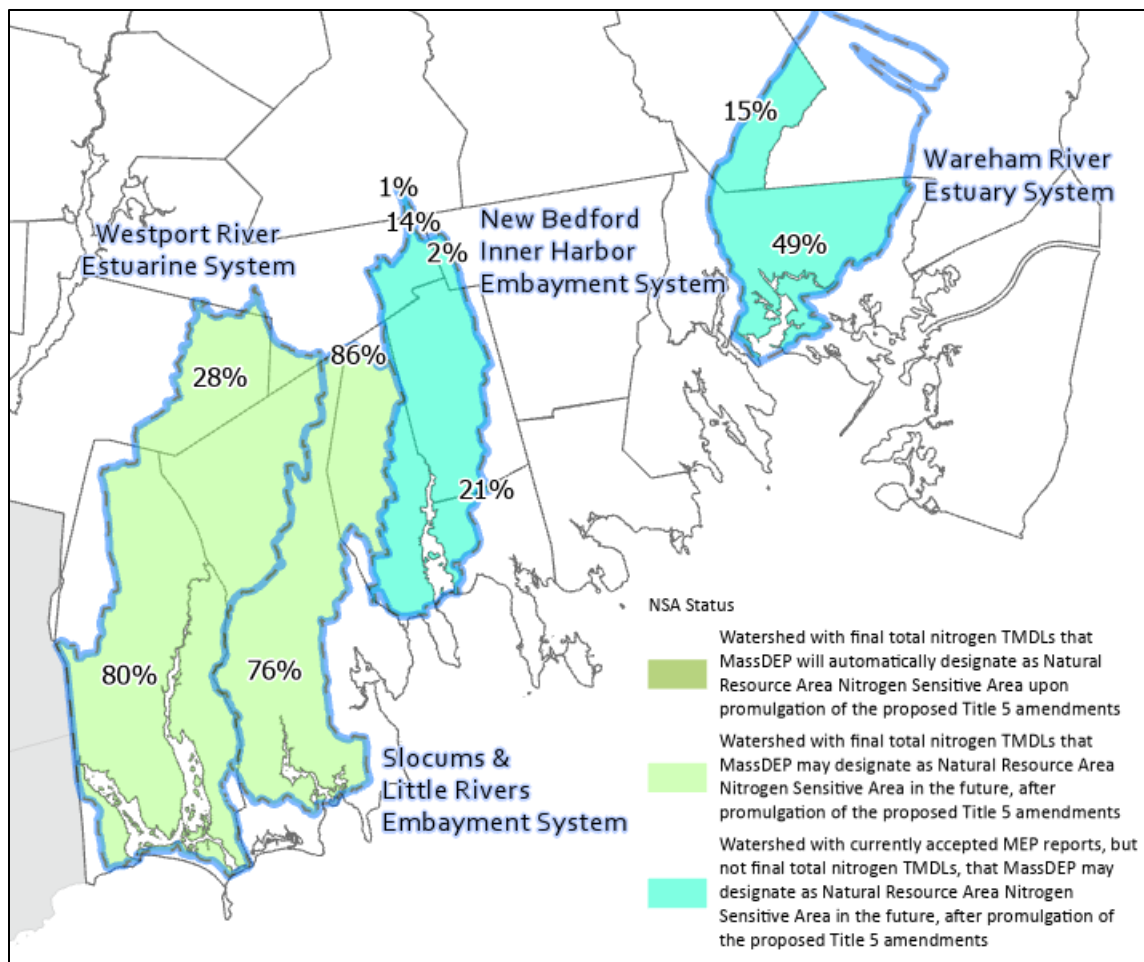 15%
Wareham River
Estuary System
1%
14%
2%
New Bedford
Inner Harbor
Embayment System
49%
Westport River
Estuarine System
28%
86%
21%
80%
76%
Slocums &
Little Rivers
Embayment System
NSA Status
Watershed with final total nitrogen TMDLs that
MassDEP will automatically designate as Natural
Resource Area Nitrogen Sensitive Area upon
promulgation of the proposed Title 5 amendments
Watershed with final total nitrogen TMDLs that
MassDEP may designate as Natural Resource Area
Nitrogen Sensitive Area in the future, after
promulgation of the proposed Title 5 amendments
Watershed with currently accepted MEP reports, but
not final total nitrogen TMDLs, that MassDEP may
designate as Natural Resource Area Nitrogen
Sensitive Area in the future, after promulgation of
the proposed Title 5 amendments